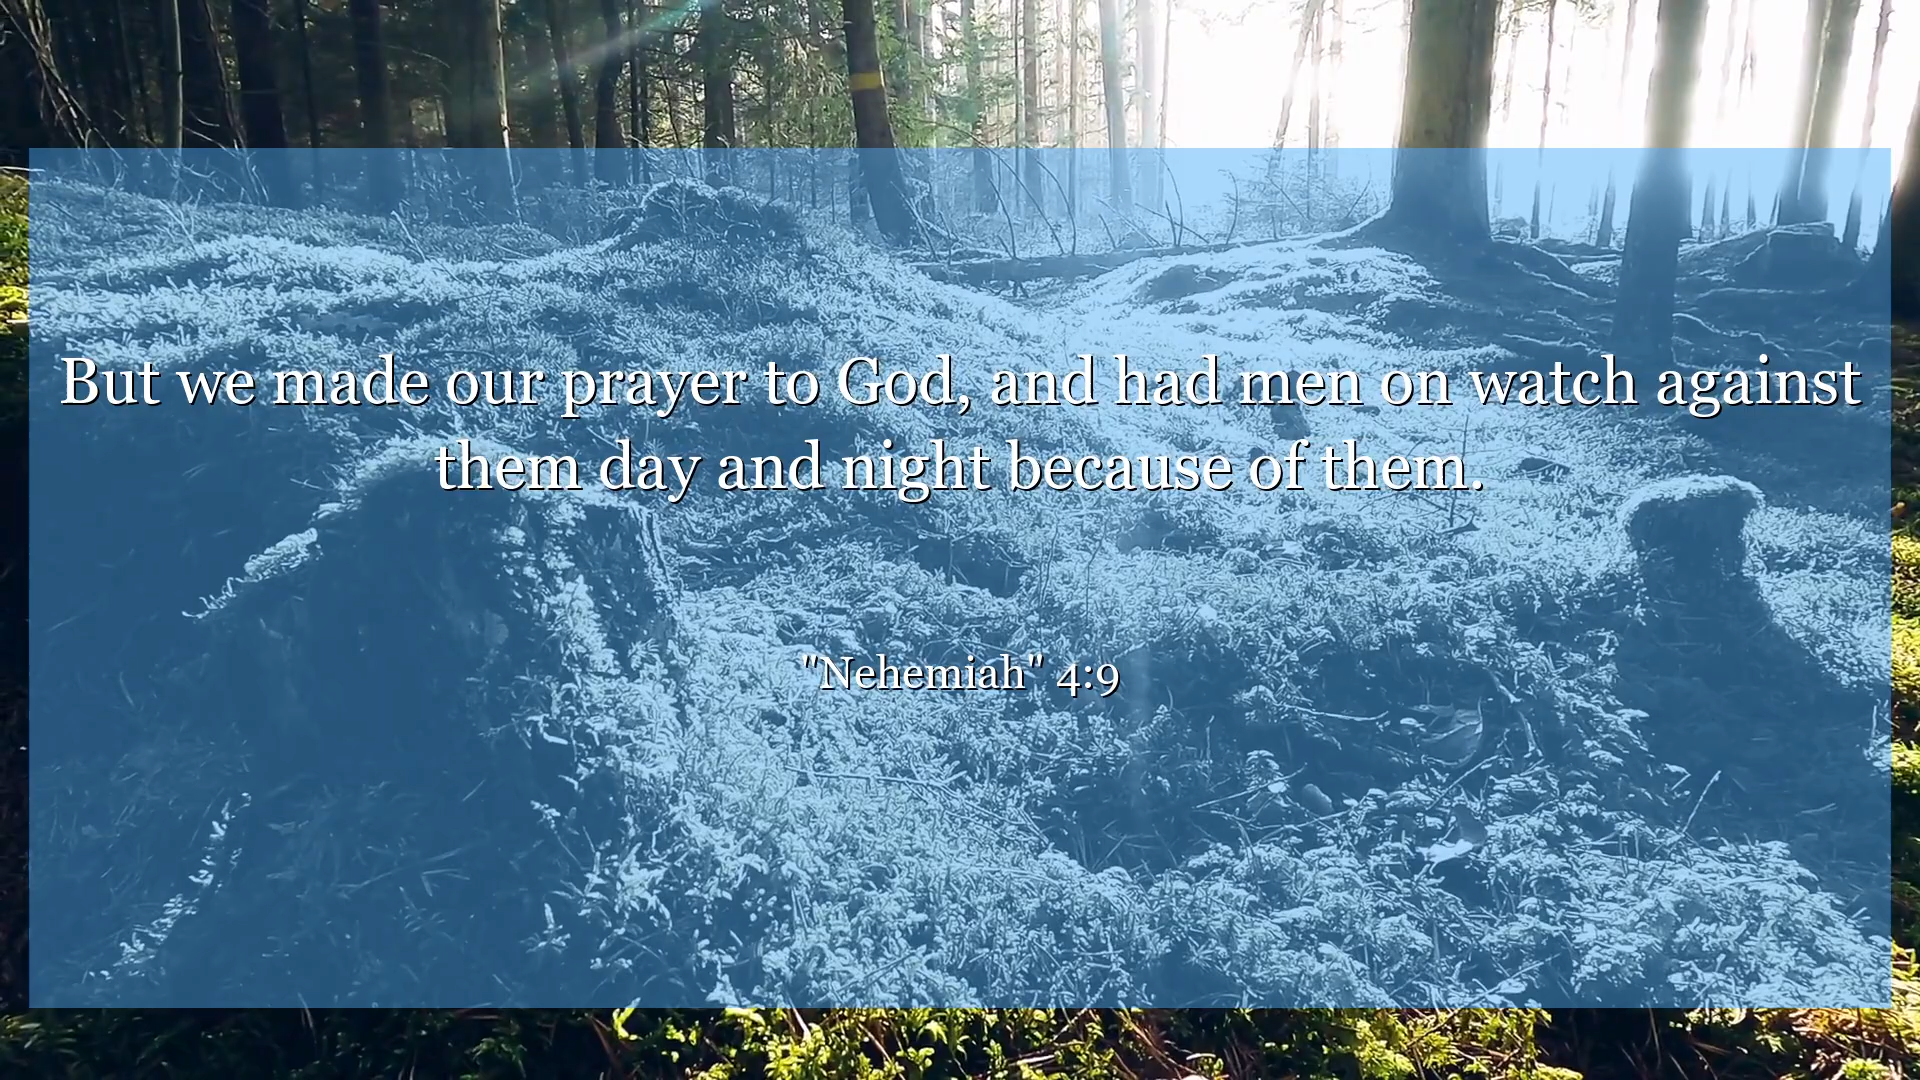 But we made our prayer to God, and had men on watch against
them day and night because of them.
"Nehemiah" 4:9